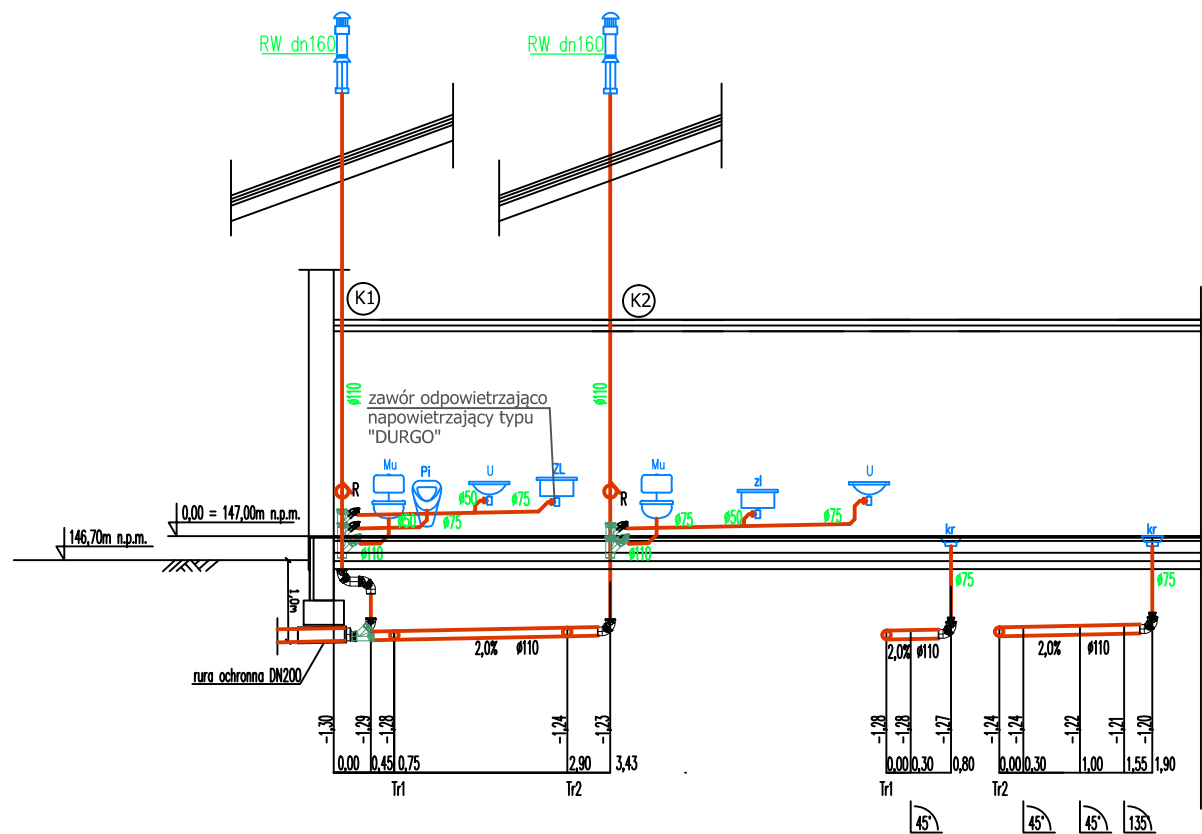 RW dn160
RW dn160
K1
K2
ø110
ø110
zawór odpowietrzająco
napowietrzający typu
"DURGO"
Mu
Pi
U
ZL
Mu
zl
U
R
R
ø50
ø75
ø50
ø75
ø110
ø75
ø50
ø75
ø110
0,00 = 147,00m n.p.m.
146,70m n.p.m.
kr
kr
ø75
ø75
1,0m
2,0% ø110
2,0% ø110
2,0% ø110
rura ochronna DN200
-1,30
-1,29
-1,28
-1,24
-1,23
-1,28
-1,28
-1,27
-1,24
-1,24
-1,22
-1,21
-1,20
0,00 0,45 0,75 2,90 3,43
0,00 0,30 0,80
0,00 0,30 1,00 1,55 1,90
Tr1
Tr2
Tr1
Tr2
45°
45°
45°
135°